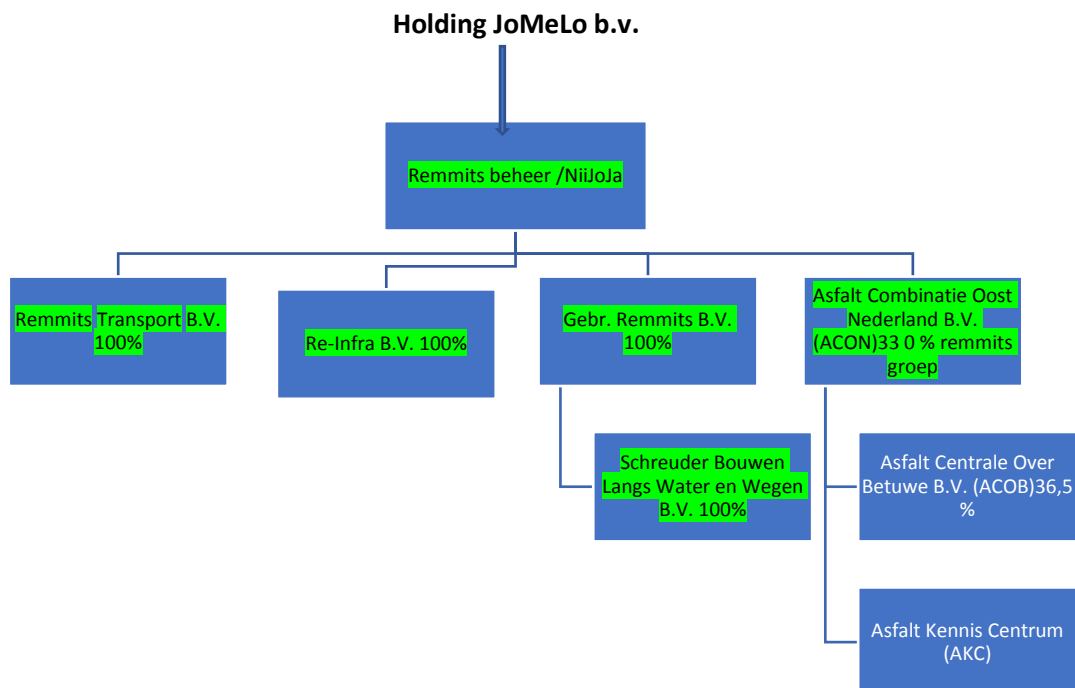 Holding JoMeLo b.v.
Remmits beheer /NiiJoJa
Remmits Transport B.V.
100%
Re-Infra B.V. 100%
Gebr. Remmits B.V.
100%
Asfalt Combinatie Oost
Nederland B.V.
(ACON)33 0 % remmits
groep
Schreuder Bouwen
Langs Water en Wegen
B.V. 100%
Asfalt Centrale Over
Betuwe B.V. (ACOB)36,5
%
Asfalt Kennis Centrum
(AKC)